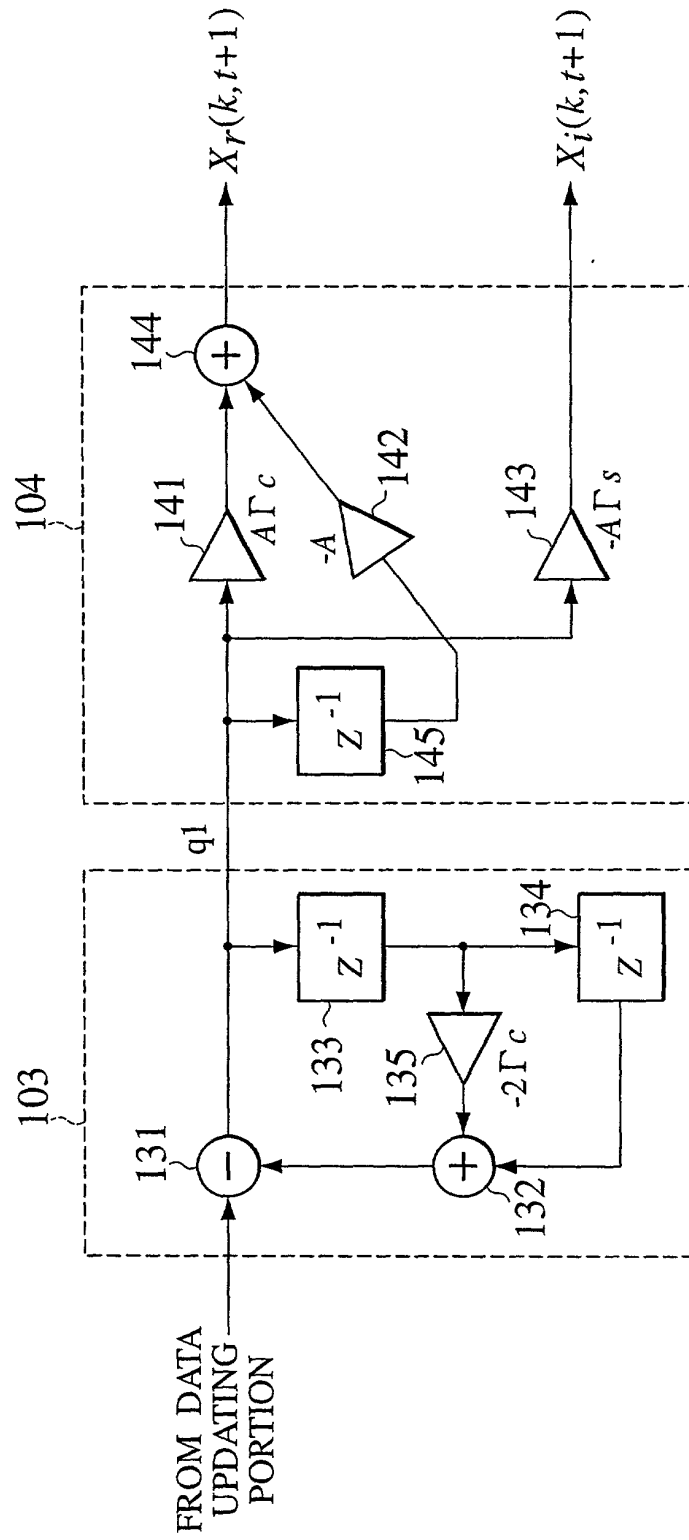 103
104
FROM DATA
UPDATING
PORTION
131
-
q1
141
AΓc
144
+
X_r(k,t+1)
133
z^-1
135
-2Γc
132
+
134
z^-1
145
z^-1
-A
142
143
-AΓs
X_i(k,t+1)